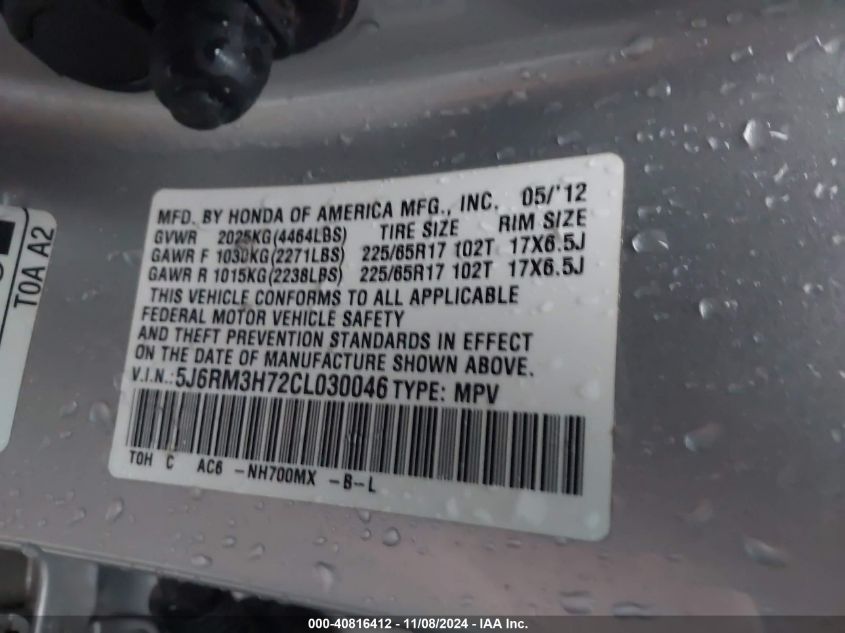 MFD. BY HONDA OF AMERICA MFG., INC. 05/'12
GVWR 2025KG(4464LBS) TIRE SIZE RIM SIZE
GAWR F 1030KG(2271LBS) 225/65R17 102T 17X6.5J
GAWR R 1015KG(2238LBS) 225/65R17 102T 17X6.5J
THIS VEHICLE CONFORMS TO ALL APPLICABLE
FEDERAL MOTOR VEHICLE SAFETY
AND THEFT PREVENTION STANDARDS IN EFFECT
ON THE DATE OF MANUFACTURE SHOWN ABOVE.
V.I.N.:5J6RM3H72CL030046 TYPE: MPV
TOH C AC6 -NH700MX -B-L
TOA A2
000-40816412 - 11/08/2024 - IAA Inc.